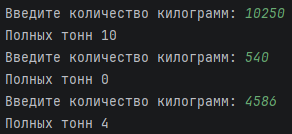 Введите количество килограмм: 10250
Полных тонн 10
Введите количество килограмм: 540
Полных тонн 0
Введите количество килограмм: 4586
Полных тонн 4